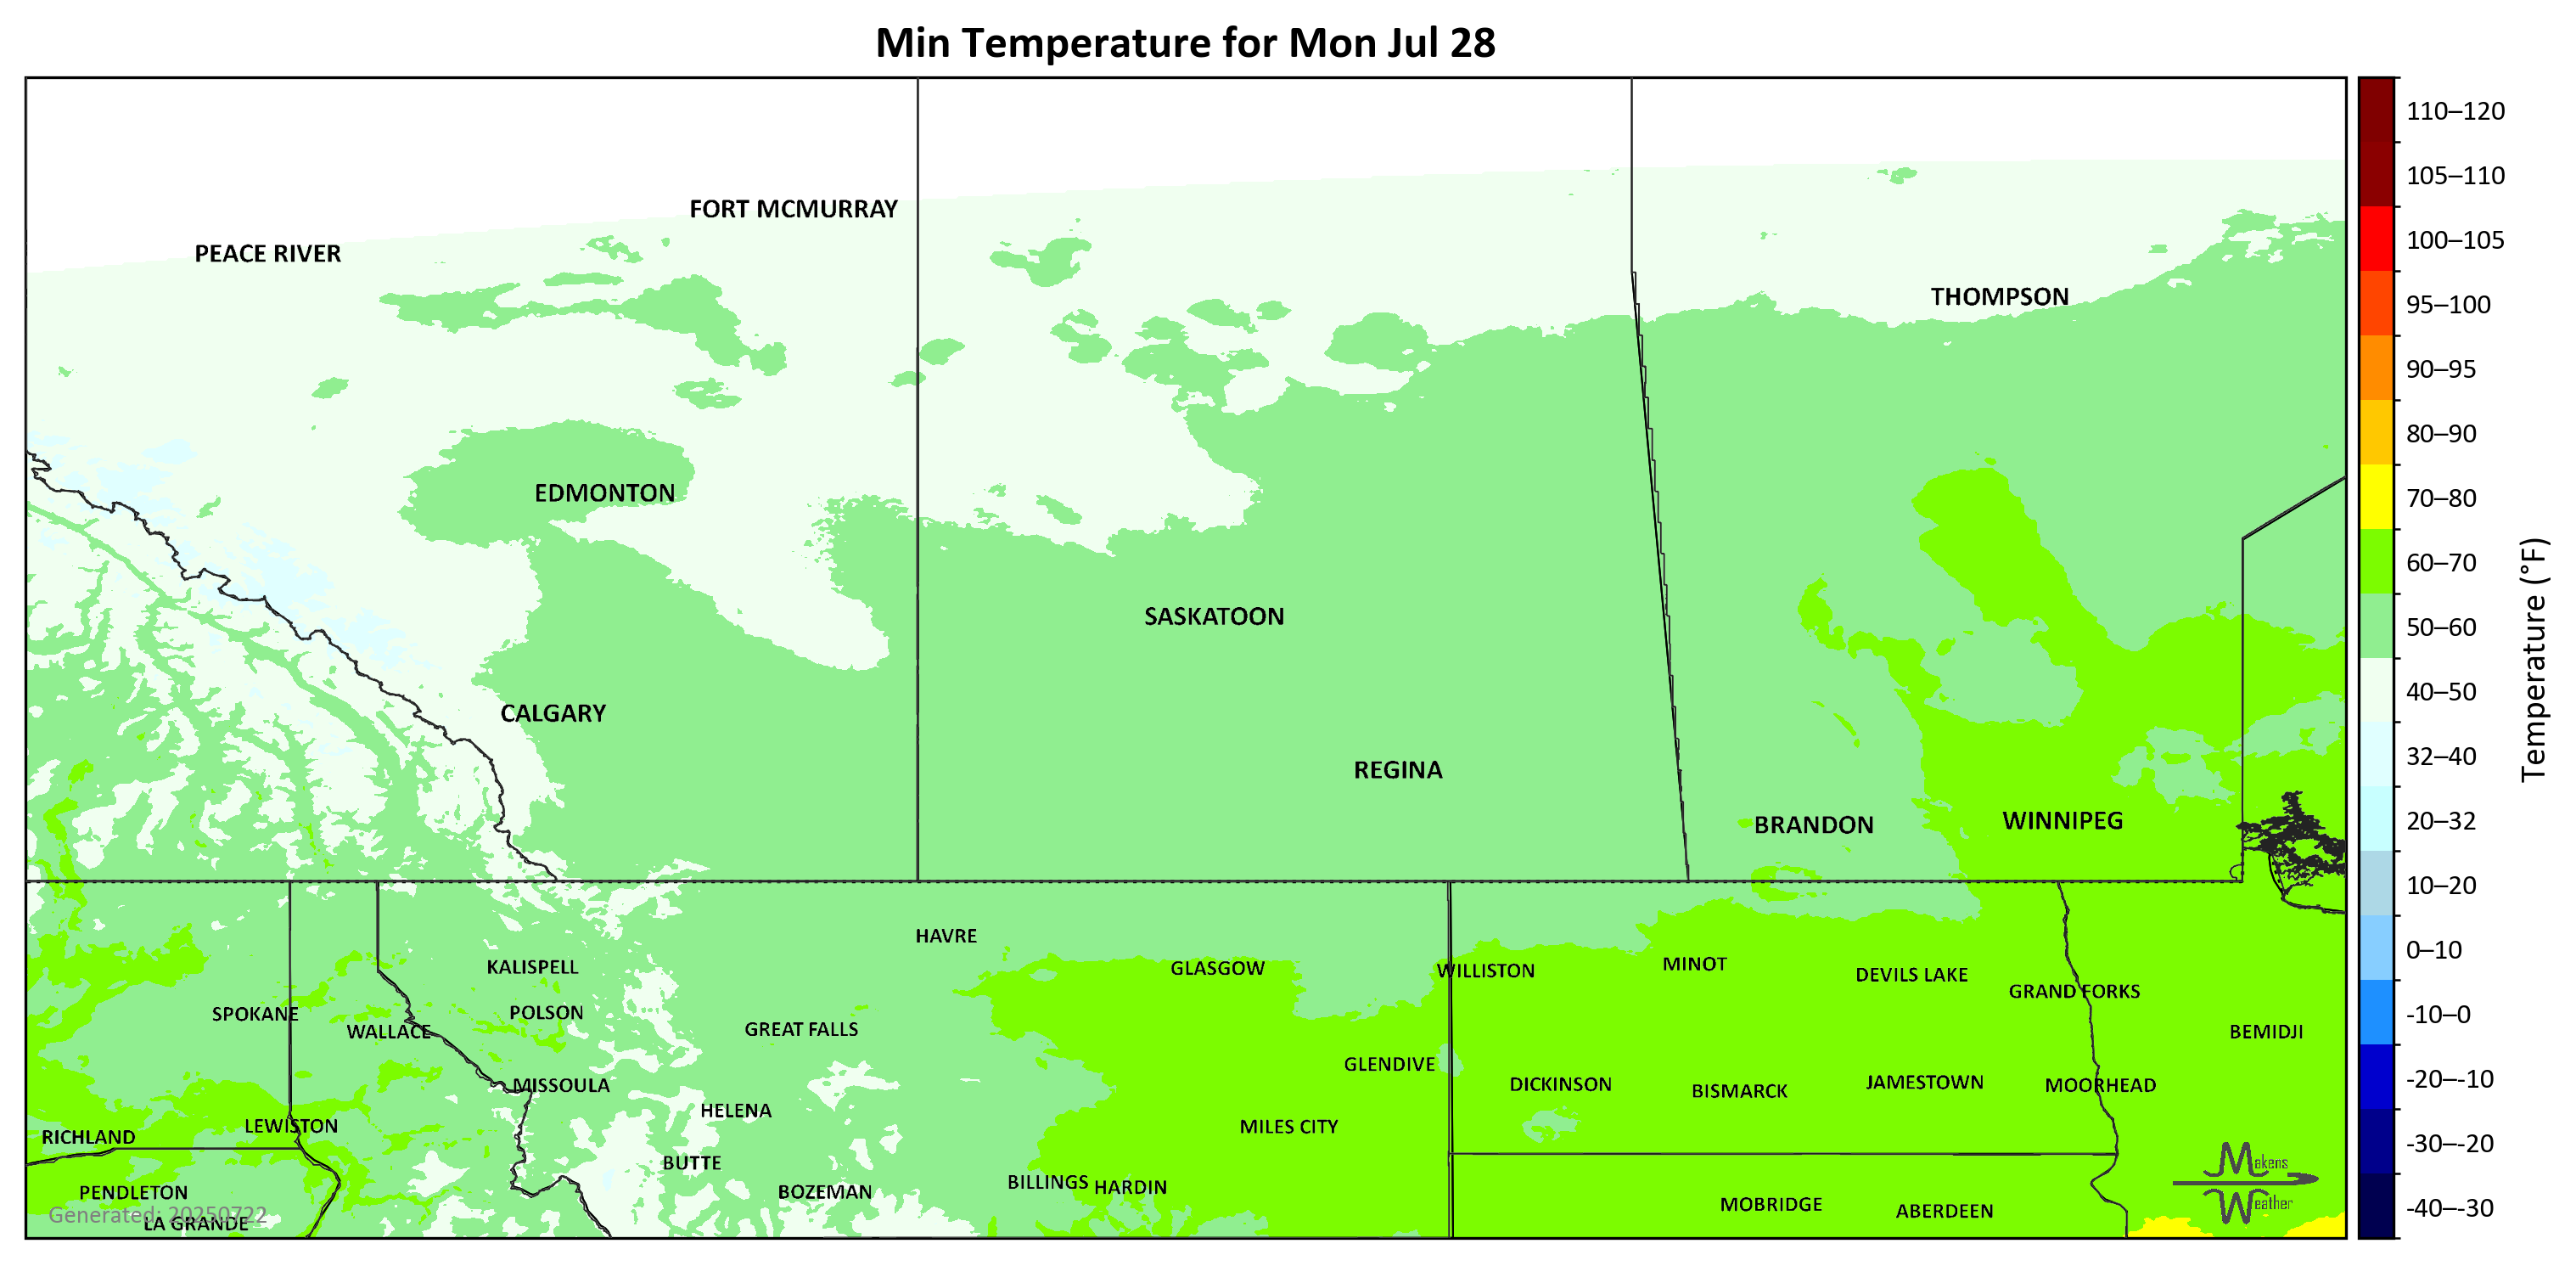 Min Temperature for Mon Jul 28
FORT MCMURRAY
PEACE RIVER
THOMPSON
EDMONTON
SASKATOON
CALGARY
REGINA
BRANDON
WINNIPEG
HAVRE
KALISPELL
GLASGOW
WILLISTON
MINOT
DEVILS LAKE
GRAND FORKS
SPOKANE
POLSON
WALLACE
GREAT FALLS
BEMIDJI
GLENDIVE
MISSOULA
DICKINSON
BISMARCK
JAMESTOWN
MOORHEAD
HELENA
LEWISTON
MILES CITY
RICHLAND
BUTTE
BILLINGS
HARDIN
BOZEMAN
PENDLETON
MOBRIDGE
ABERDEEN
Generated: 20250722
LA GRANDE
Makens
Weather
110–120
105–110
100–105
95–100
90–95
80–90
70–80
60–70
50–60
40–50
32–40
20–32
10–20
0–10
-10–0
-20–-10
-30–-20
-40–-30
Temperature (°F)